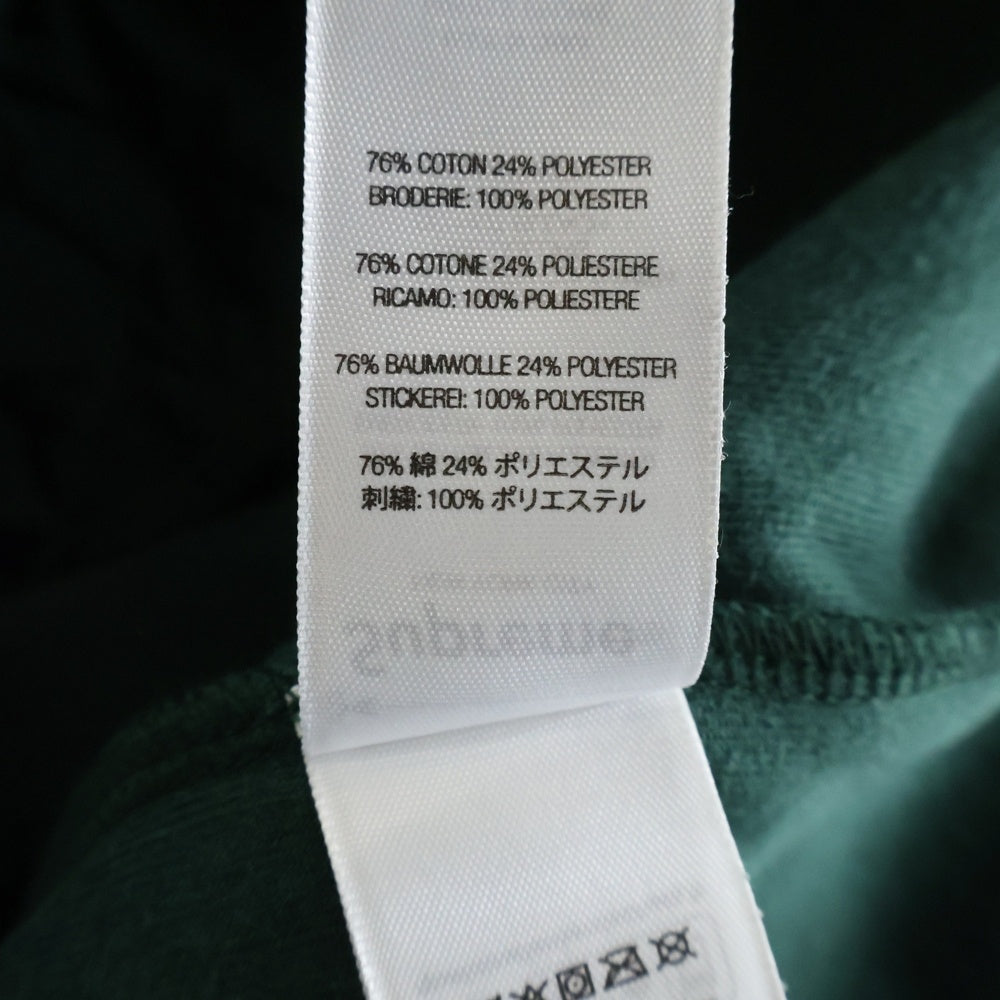 76% COTON 24% POLYESTER
BRODERIE: 100% POLYESTER
76% COTONE 24% POLIESTERE
RICAMO: 100% POLIESTERE
76% BAUMWOLLE 24% POLYESTER
STICKEREI: 100% POLYESTER
76% 綿 24% ポリエステル
刺繍: 100% ポリエステル
Supreme